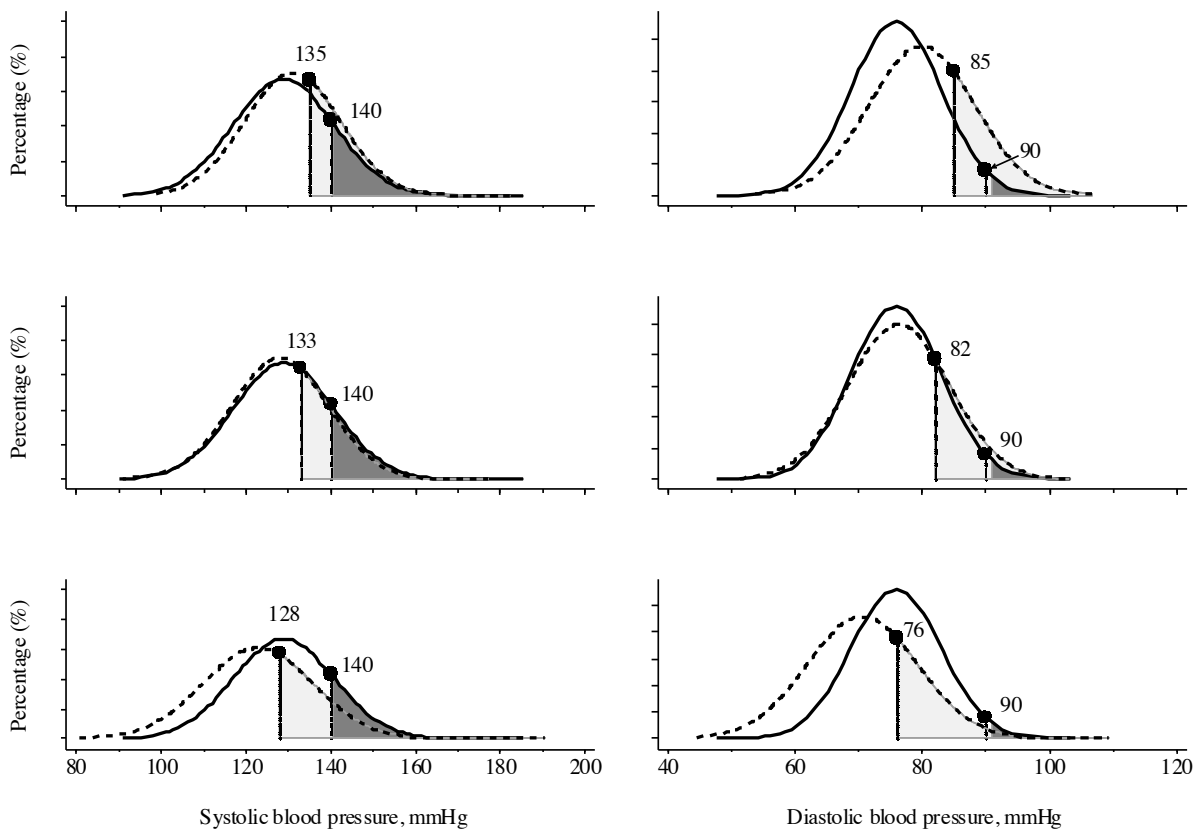 Percentage (%)
135
140
85
90
Percentage (%)
133
140
82
90
Percentage (%)
128
140
76
90
80 100 120 140 160 180 200
40 60 80 100 120
Systolic blood pressure, mmHg
Diastolic blood pressure, mmHg